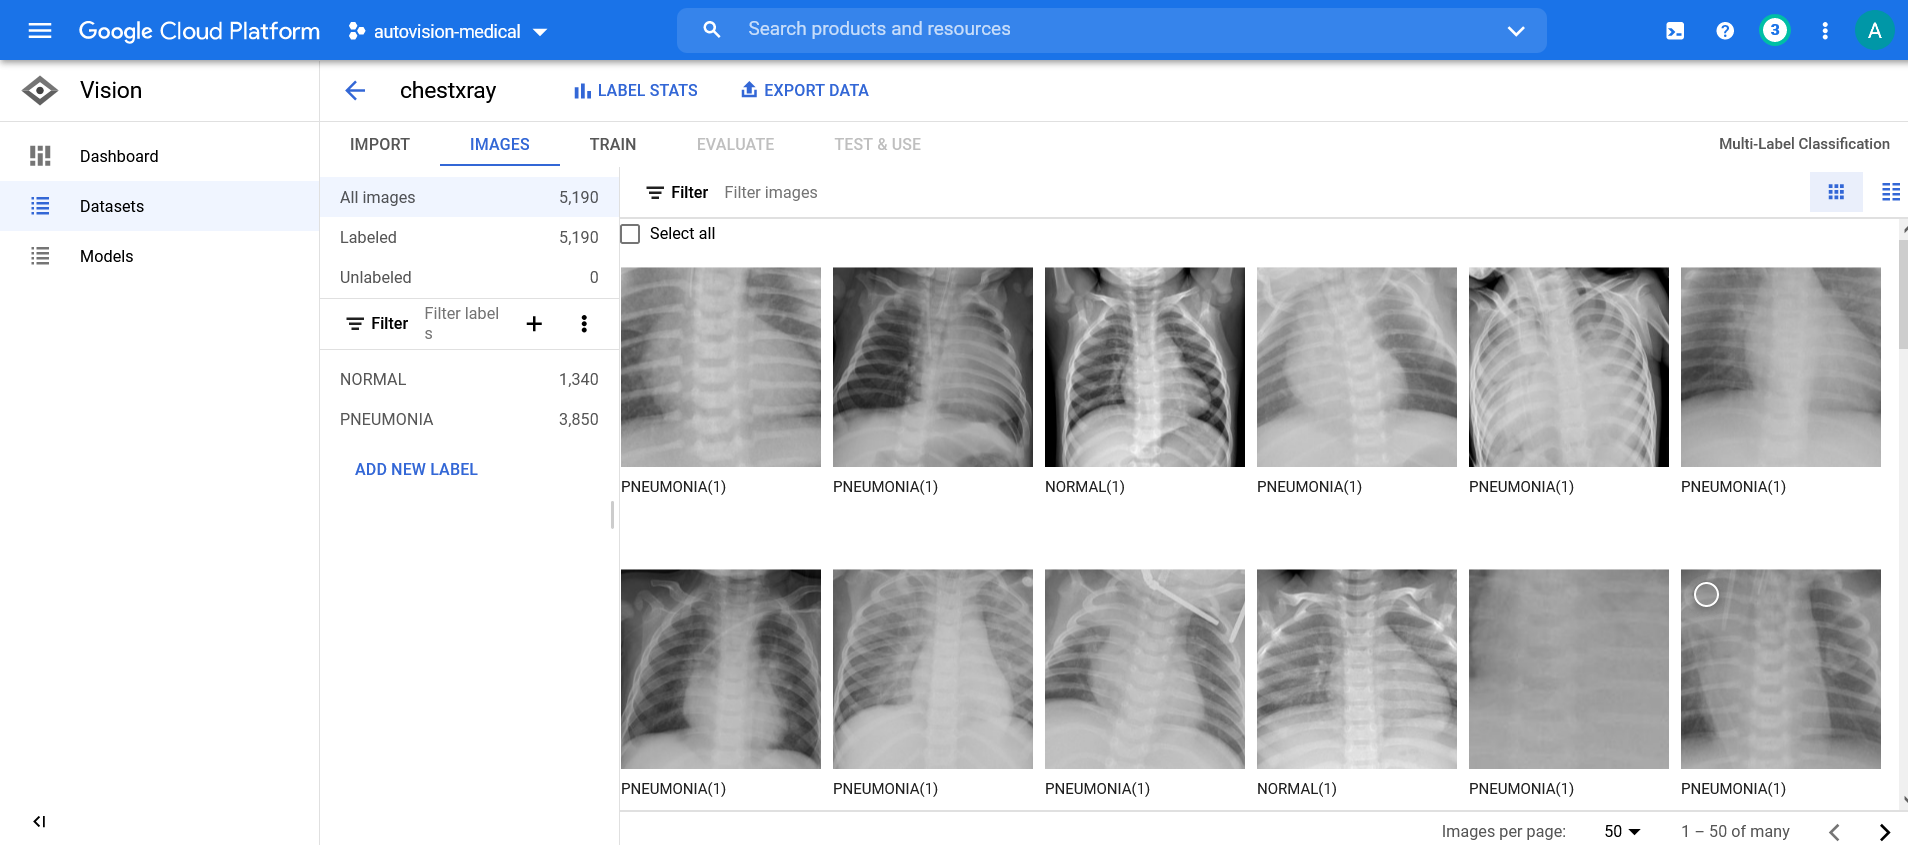 Google Cloud Platform
autovision-medical
Search products and resources
3
A
Vision
chestxray
LABEL STATS
EXPORT DATA
Dashboard
Datasets
Models
IMPORT
IMAGES
TRAIN
EVALUATE
TEST & USE
Multi-Label Classification
All images 5,190
Labeled 5,190
Unlabeled 0
Filter
Filter label
s
NORMAL 1,340
PNEUMONIA 3,850
ADD NEW LABEL
Filter Filter images
Select all
PNEUMONIA(1)
PNEUMONIA(1)
NORMAL(1)
PNEUMONIA(1)
PNEUMONIA(1)
PNEUMONIA(1)
PNEUMONIA(1)
PNEUMONIA(1)
PNEUMONIA(1)
NORMAL(1)
PNEUMONIA(1)
PNEUMONIA(1)
Images per page: 50 1 – 50 of many